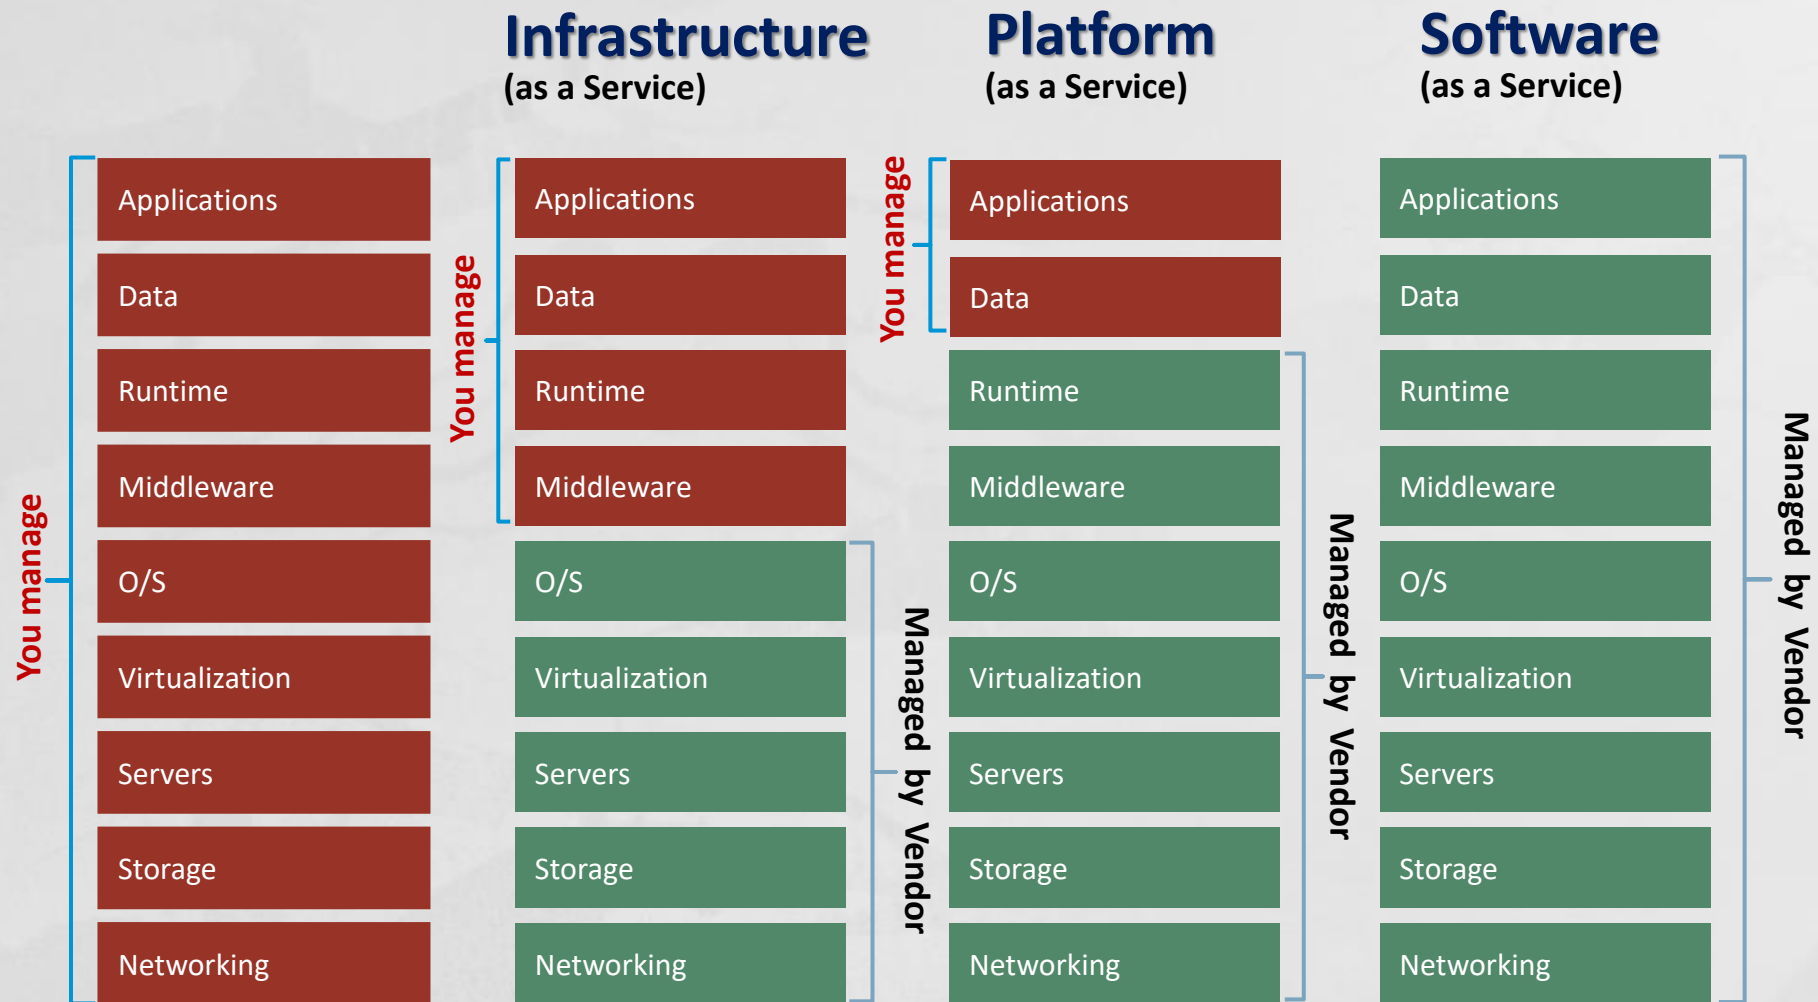 Infrastructure
(as a Service)
Platform
(as a Service)
Software
(as a Service)
You manage
Applications
Data
Runtime
Middleware
O/S
Virtualization
Servers
Storage
Networking
You manage
Applications
Data
Runtime
Middleware
O/S
Virtualization
Servers
Storage
Networking
Managed by Vendor
You manage
Applications
Data
Runtime
Middleware
O/S
Virtualization
Servers
Storage
Networking
Managed by Vendor
Applications
Data
Runtime
Middleware
O/S
Virtualization
Servers
Storage
Networking
Managed by Vendor